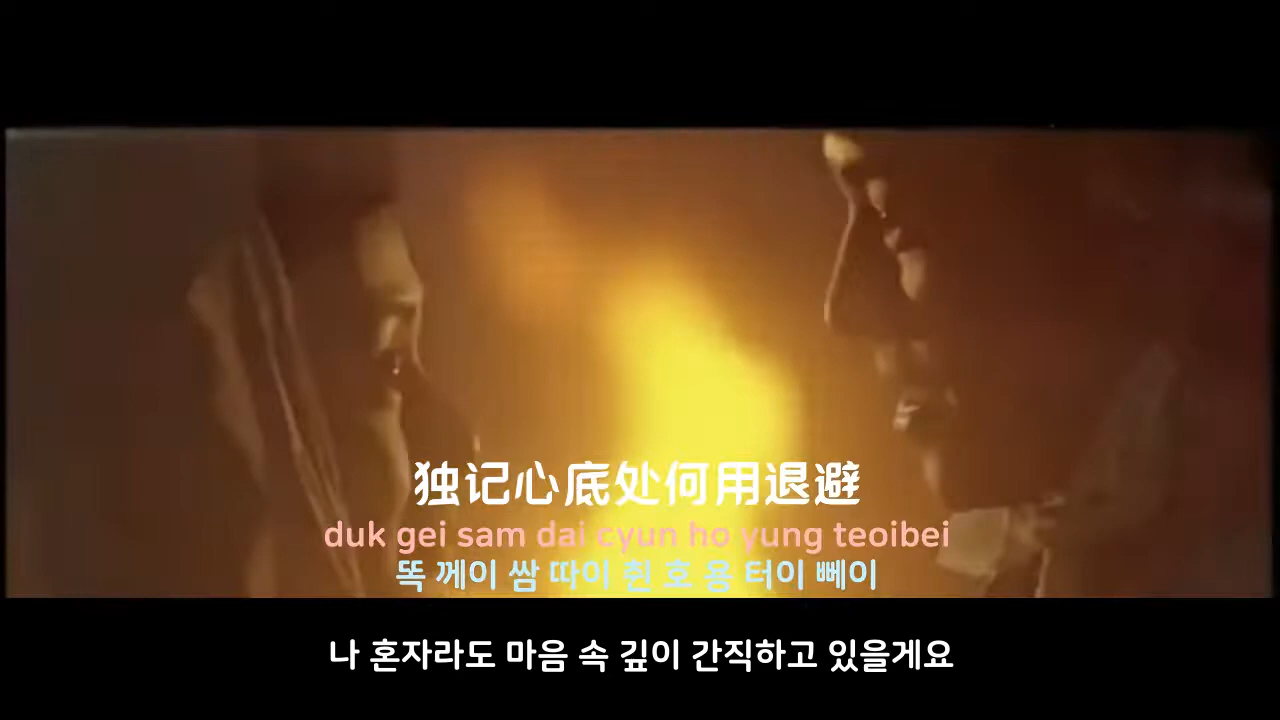 独记心底处何用退避
duk gei sam dai cyun ho yung teoibei
똑 께이 쌈 따이 췬 호 용 터이 뻬이
나 혼자라도 마음 속 깊이 간직하고 있을게요